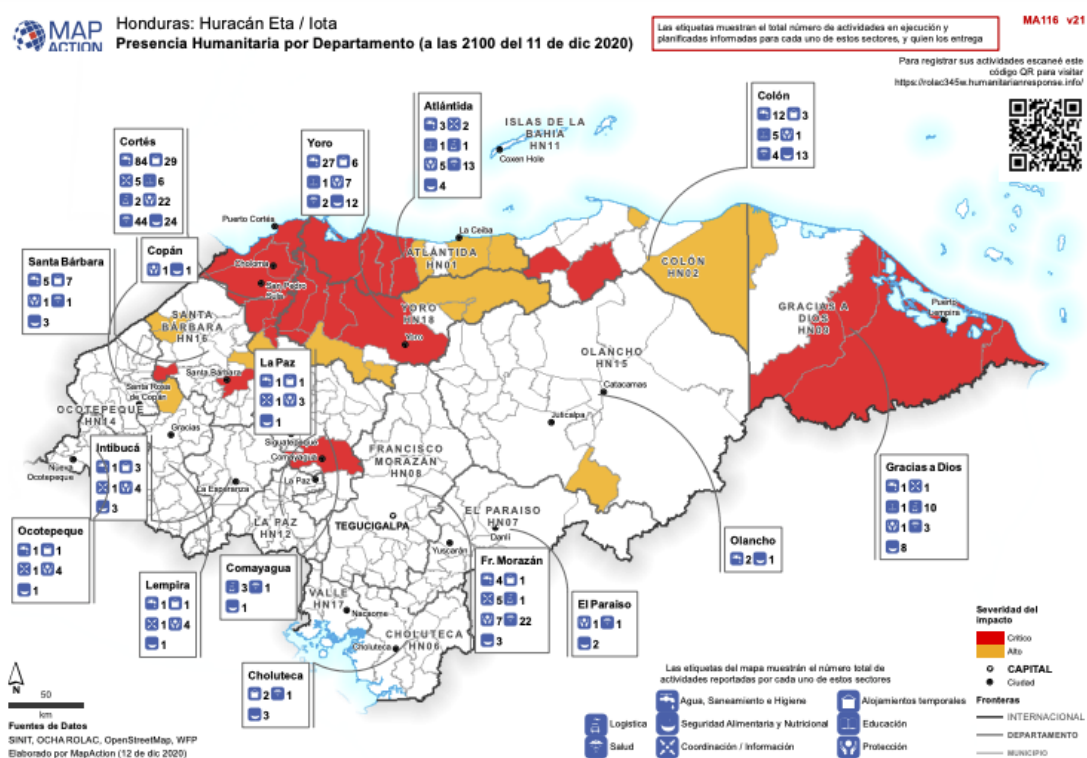 MAP
ACTION
Honduras: Huracán Eta / Iota
Presencia Humanitaria por Departamento (a las 2100 del 11 de dic 2020)
Las etiquetas muestran el total número de actividades en ejecución y
planificadas informadas para cada uno de estos sectores, y quien los entrega
MA116 v21
Para registrar sus actividades escaneé este
código QR para visitar
https://rolac345w.humanitarianresponse.info/
Cortés
84 29
5 6
2 22
44 24
Yoro
27 6
1 7
2 12
Atlántida
3 2
1 1
5 13
4
Colón
12 3
5 1
4 13
ISLAS DE LA
BAHIA
HN11
Coxen Hole
Puerto Cortés
Copán
1 1
Santa Bárbara
5 7
1 1
3
Choloma
San Pedro
Sula
La Ceiba
ATLÁNTIDA
HN01
COLÓN
HN02
GRACIAS A
DIOS
HN09
Puerto
Lempira
SANTA
BÁRBARA
HN16
YORO
HN18
Yoro
OLANCHO
HN15
Catacamas
Juticalpa
La Paz
1 1
1 3
1
Santa Bárbara
Santa Rosa
de Copán
OCOTEPEQUE
HN14
Gracias
Nueva
Ocotepeque
Intibucá
1 3
1 4
3
Siguatepeque
Comayagua
La Paz
La Esperanza
FRANCISCO
MORAZÁN
HN08
LA PAZ
HN12
TEGUCIGALPA
EL PARAISO
HN07
Danlí
Yuscarán
Gracias a Dios
1 1
1 10
1 3
8
Ocotepeque
1 1
1 4
1
Lempira
1 1
1 4
1
Comayagua
3 1
1
Fr. Morazán
4 1
5 1
7 22
3
El Paraíso
1 1
2
Olancho
2 1
VALLE
HN17
Nacaome
CHOLUTECA
HN06
Choluteca
Choluteca
2 1
3
Severidad del
impacto
Crítico
Alto
CAPITAL
Ciudad
Fronteras
INTERNACIONAL
DEPARTAMENTO
MUNICIPIO
Las etiquetas del mapa muestrán el número total de
actividades reportadas por cada uno de estos sectores
Agua, Saneamiento e Higiene
Alojamientos temporales
Logística
Seguridad Alimentaria y Nutricional
Educación
Salud
Coordinación / Información
Protección
N
50
km
Fuentes de Datos
SINIT, OCHA ROLAC, OpenStreetMap, WFP
Elaborado por MapAction (12 de dic 2020)